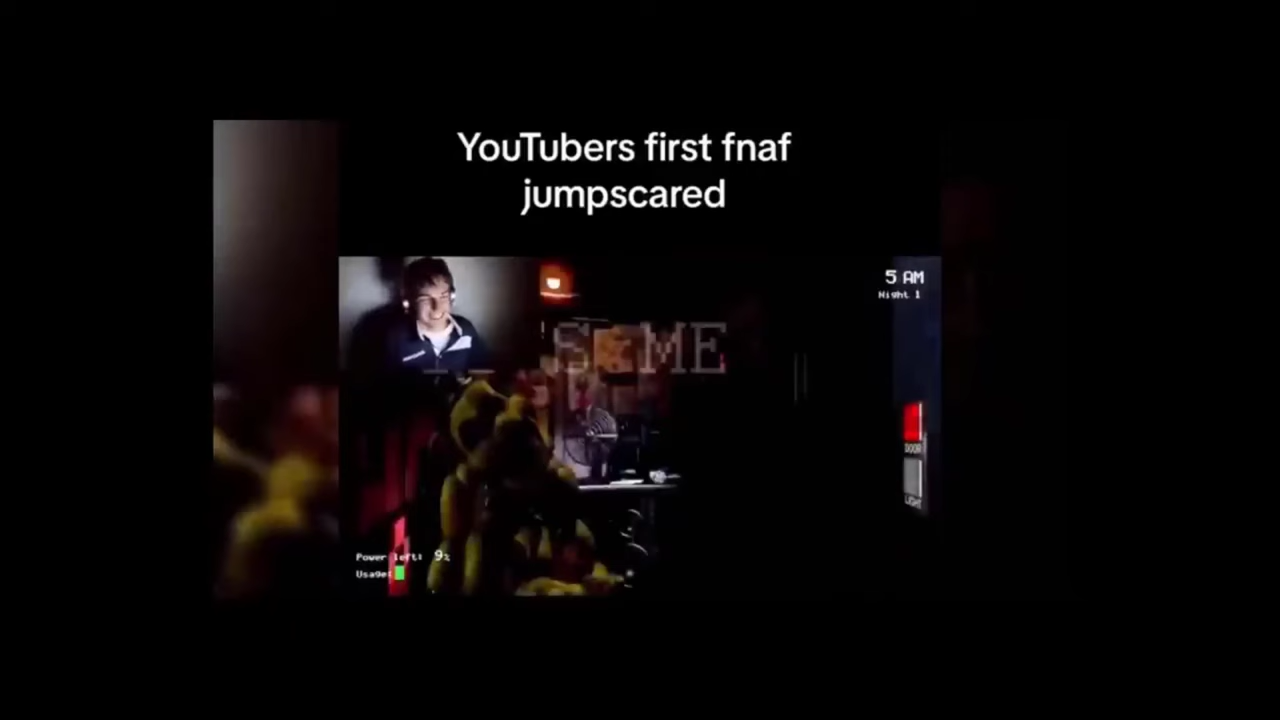 YouTubers first fnaf
jumpscared
5 AM
Night 1
DOOR
LIGHT
Power left: 9%
Usage: